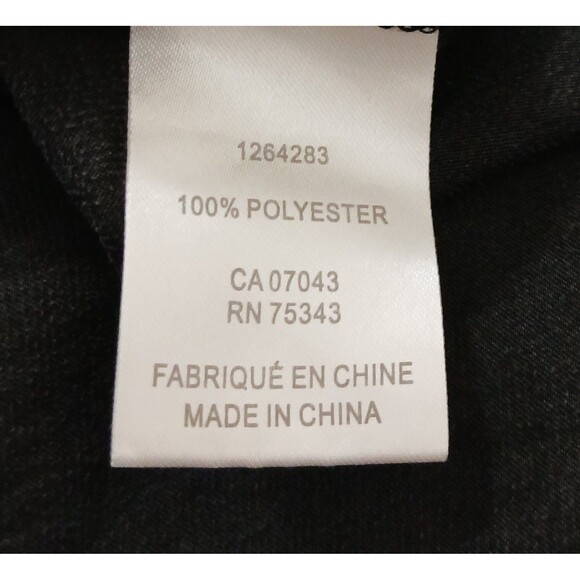 1264283
100% POLYESTER
CA 07043
RN 75343
FABRIQUÉ EN CHINE
MADE IN CHINA